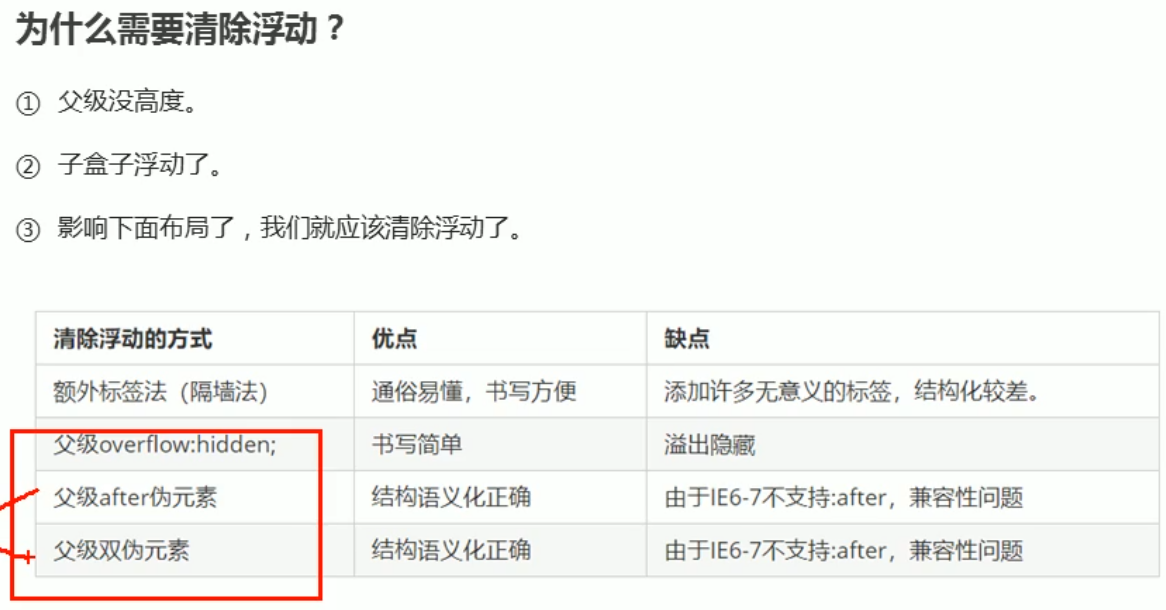 为什么需要清除浮动？
① 父级没高度。
② 子盒子浮动了。
③ 影响下面布局了，我们就应该清除浮动了。
清除浮动的方式 优点 缺点
额外标签法（隔墙法） 通俗易懂，书写方便 添加许多无意义的标签，结构化较差。
父级overflow:hidden; 书写简单 溢出隐藏
父级after伪元素 结构语义化正确 由于IE6-7不支持:after，兼容性问题
父级双伪元素 结构语义化正确 由于IE6-7不支持:after，兼容性问题